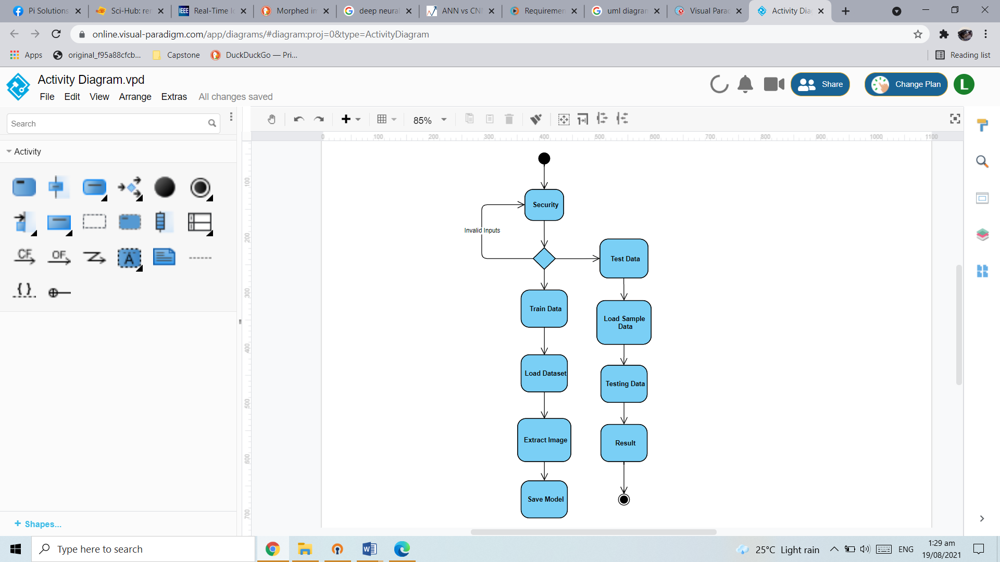 Pi Solutions
Sci-Hub: rer
IEEE
Real-Time
Morphed im
deep neural
ANN vs CN
Requiremen
uml diagram
Visual Parad
Activity Dia
online.visual-paradigm.com/app/diagrams/#diagram:proj=0&type=ActivityDiagram
Apps
original_f95a88cfcb...
Capstone
DuckDuckGo — Pri...
Reading list
Activity Diagram.vpd
File Edit View Arrange Extras All changes saved
Share
Change Plan
L
Search
85%
0 100 200 300 400 500 600 700 800 900 1000 1100
Activity
CF
OF
A
{ }
+ Shapes...
100
200
300
400
500
600
700
Security
Invalid Inputs
Test Data
Train Data
Load Sample
Data
Load Dataset
Testing Data
Extract Image
Result
Save Model
Type here to search
25°C Light rain
ENG
1:29 am
19/08/2021